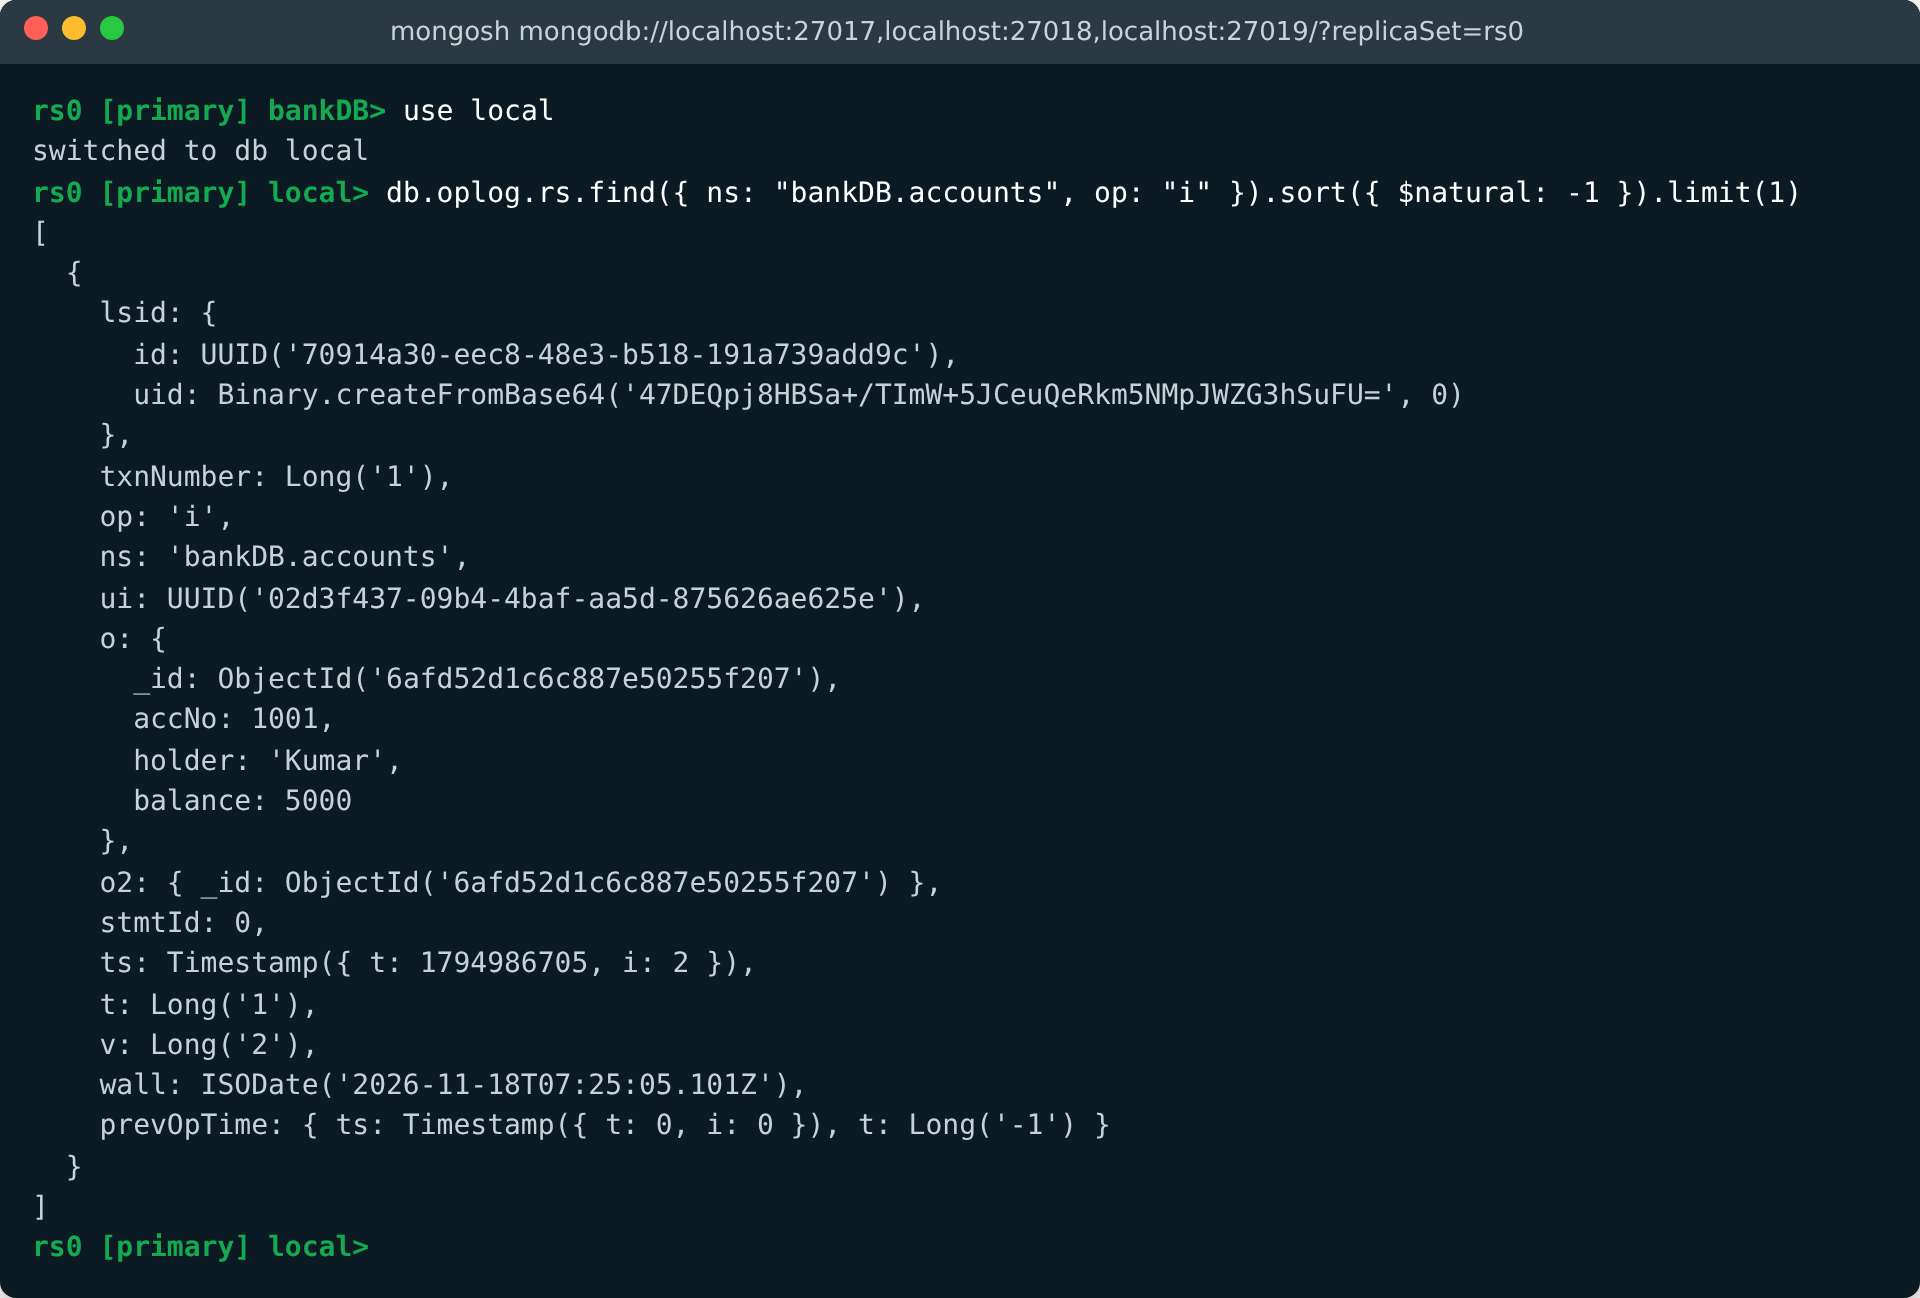 mongosh mongodb://localhost:27017,localhost:27018,localhost:27019/?replicaSet=rs0
rs0 [primary] bankDB> use local
switched to db local
rs0 [primary] local> db.oplog.rs.find({ ns: "bankDB.accounts", op: "i" }).sort({ $natural: -1 }).limit(1)
[
  {
    lsid: {
      id: UUID('70914a30-eec8-48e3-b518-191a739add9c'),
      uid: Binary.createFromBase64('47DEQpj8HBSa+/TImW+5JCeuQeRkm5NMpJWZG3hSuFU=', 0)
    },
    txnNumber: Long('1'),
    op: 'i',
    ns: 'bankDB.accounts',
    ui: UUID('02d3f437-09b4-4baf-aa5d-875626ae625e'),
    o: {
      _id: ObjectId('6afd52d1c6c887e50255f207'),
      accNo: 1001,
      holder: 'Kumar',
      balance: 5000
    },
    o2: { _id: ObjectId('6afd52d1c6c887e50255f207') },
    stmtId: 0,
    ts: Timestamp({ t: 1794986705, i: 2 }),
    t: Long('1'),
    v: Long('2'),
    wall: ISODate('2026-11-18T07:25:05.101Z'),
    prevOpTime: { ts: Timestamp({ t: 0, i: 0 }), t: Long('-1') }
  }
]
rs0 [primary] local>